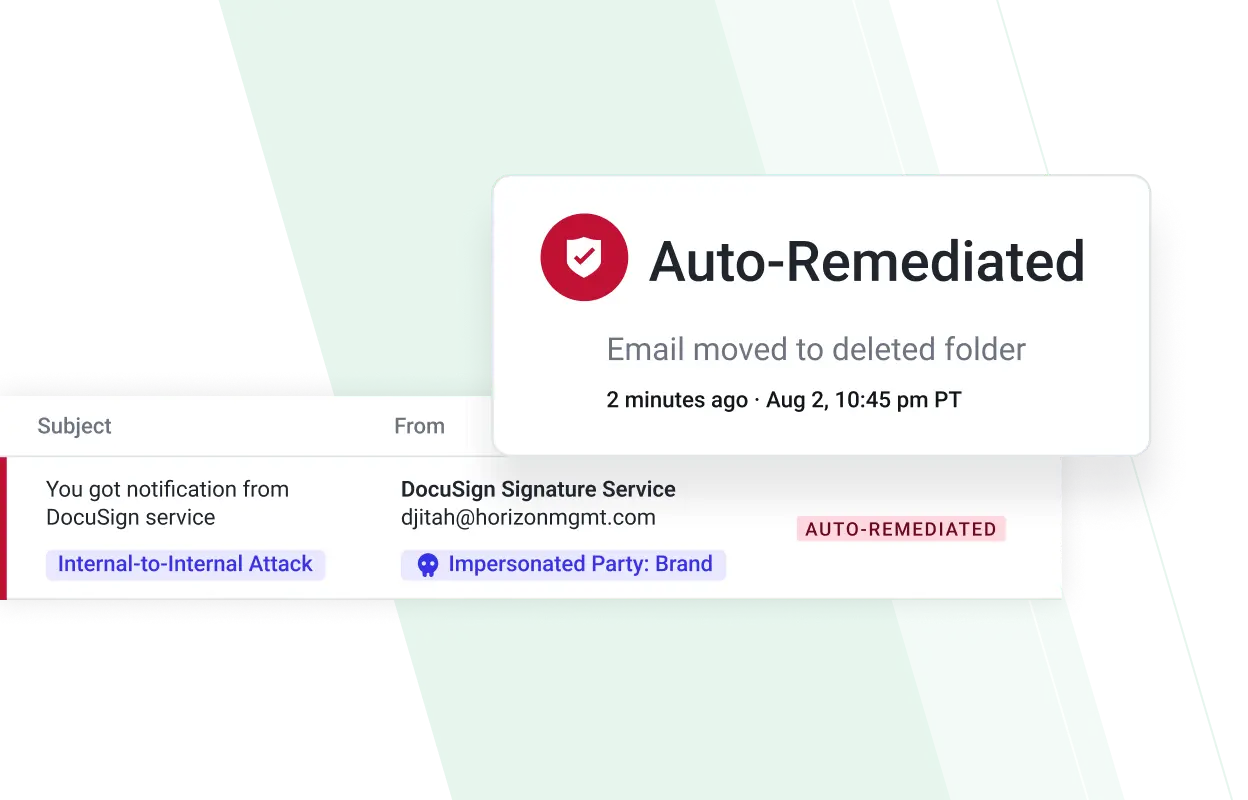 Auto-Remediated
Email moved to deleted folder
2 minutes ago · Aug 2, 10:45 pm PT
Subject
From
You got notification from
DocuSign service
Internal-to-Internal Attack
DocuSign Signature Service
djitah@horizonmgmt.com
Impersonated Party: Brand
AUTO-REMEDIATED